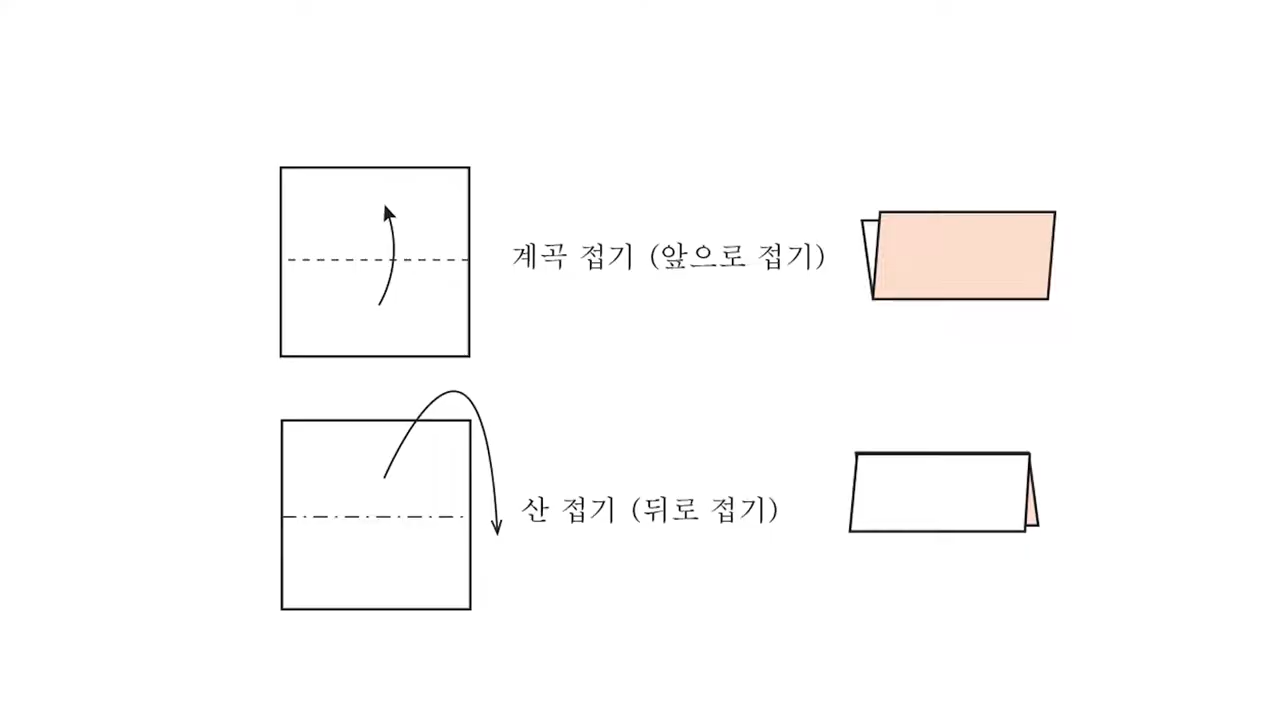 계곡 접기 (앞으로 접기)
산 접기 (뒤로 접기)